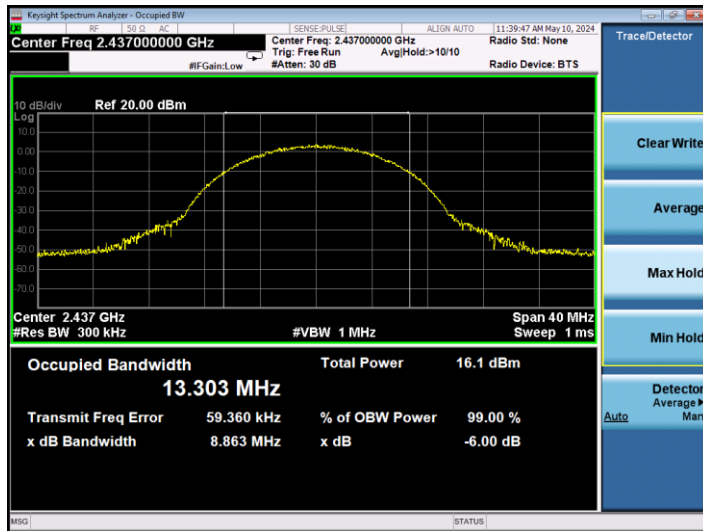 Keysight Spectrum Analyzer - Occupied BW
LXI RF 50 Ω AC SENSE:PULSE ALIGN AUTO 11:39:47 AM May 10, 2024
Center Freq 2.437000000 GHz
Center Freq: 2.437000000 GHz
Radio Std: None
Trig: Free Run
Avg|Hold:>10/10
#IFGain:Low
#Atten: 30 dB
Radio Device: BTS
10 dB/div Ref 20.00 dBm
Log
10.0
0.00
-10.0
-20.0
-30.0
-40.0
-50.0
-60.0
-70.0
Center 2.437 GHz
Span 40 MHz
#Res BW 300 kHz
#VBW 1 MHz
Sweep 1 ms
Occupied Bandwidth
13.303 MHz
Total Power 16.1 dBm
Transmit Freq Error 59.360 kHz
% of OBW Power 99.00 %
x dB Bandwidth 8.863 MHz
x dB -6.00 dB
Trace/Detector
Clear Write
Average
Max Hold
Min Hold
Detector
Average
Auto Man
MSG
STATUS